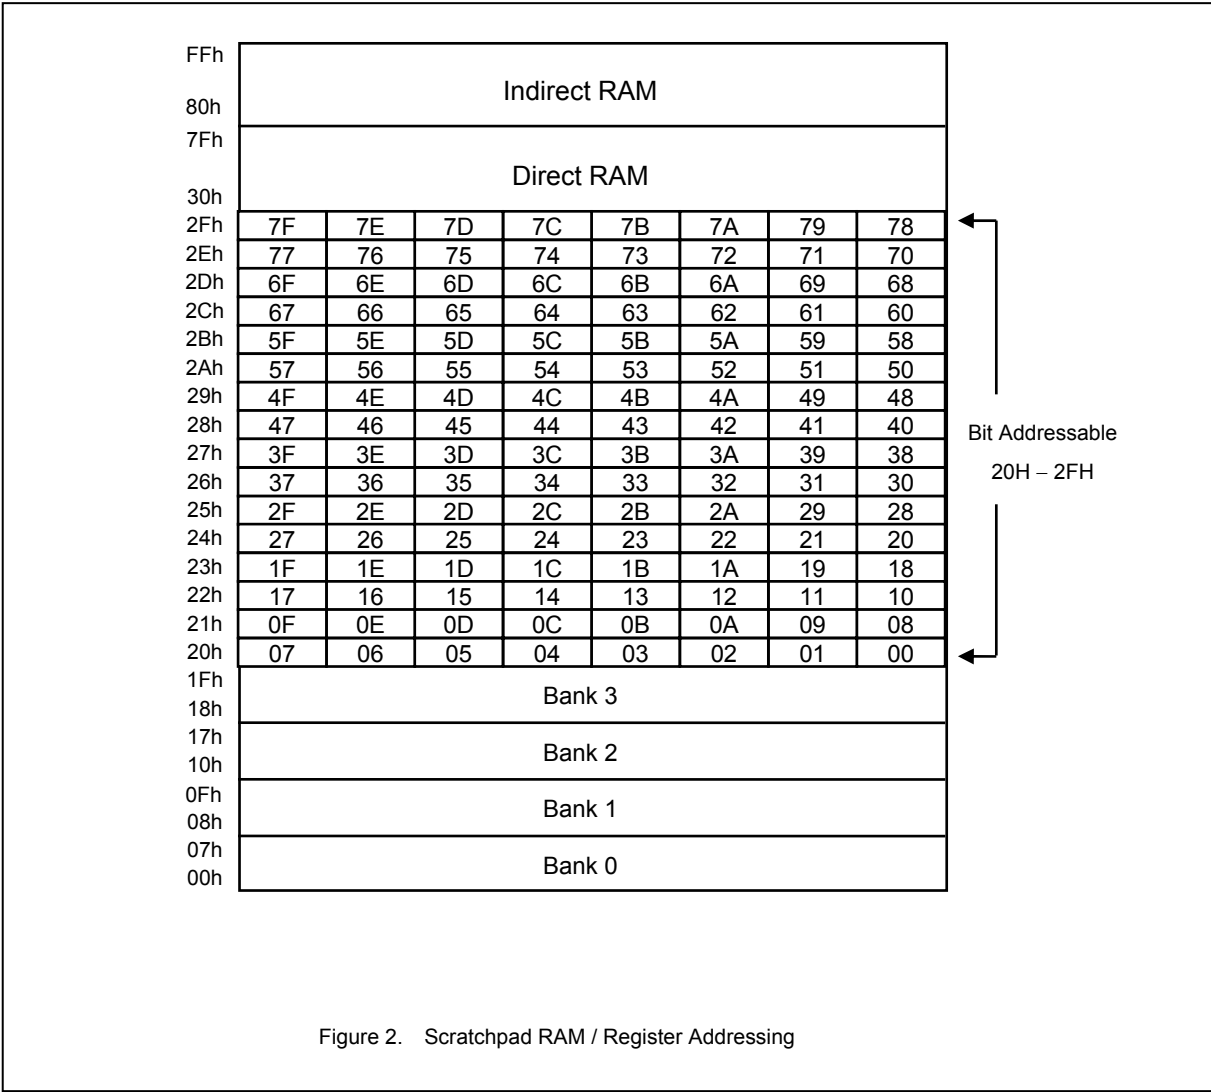 FFh
Indirect RAM
80h
7Fh
Direct RAM
30h
2Fh 7F 7E 7D 7C 7B 7A 79 78
2Eh 77 76 75 74 73 72 71 70
2Dh 6F 6E 6D 6C 6B 6A 69 68
2Ch 67 66 65 64 63 62 61 60
2Bh 5F 5E 5D 5C 5B 5A 59 58
2Ah 57 56 55 54 53 52 51 50
29h 4F 4E 4D 4C 4B 4A 49 48
28h 47 46 45 44 43 42 41 40
Bit Addressable
27h 3F 3E 3D 3C 3B 3A 39 38
26h 37 36 35 34 33 32 31 30
20H – 2FH
25h 2F 2E 2D 2C 2B 2A 29 28
24h 27 26 25 24 23 22 21 20
23h 1F 1E 1D 1C 1B 1A 19 18
22h 17 16 15 14 13 12 11 10
21h 0F 0E 0D 0C 0B 0A 09 08
20h 07 06 05 04 03 02 01 00
1Fh
Bank 3
18h
17h
Bank 2
10h
0Fh
Bank 1
08h
07h
Bank 0
00h
Figure 2. Scratchpad RAM / Register Addressing